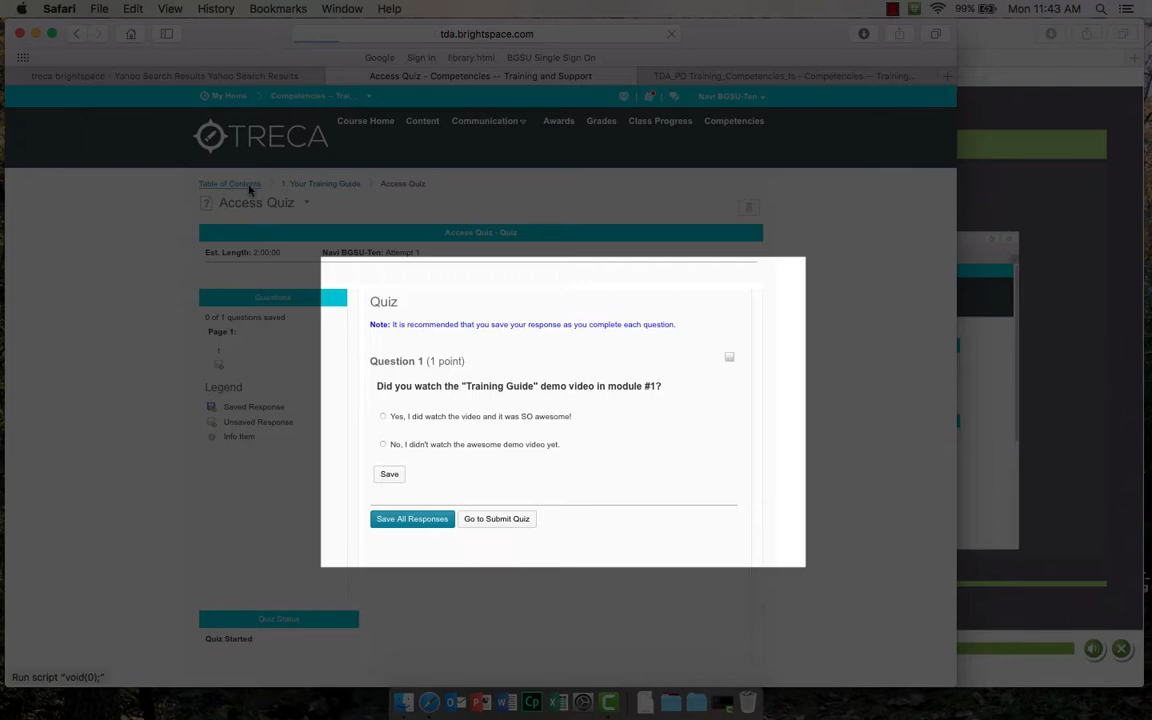 Safari File Edit View History Bookmarks Window Help 99% Mon 11:43 AM
tda.brightspace.com
Google Sign In library.html BGSU Single Sign On
treca brightspace - Yahoo Search Results Yahoo Search Results Access Quiz - Competencies -- Training and Support TDA_PD Training_Competencies_fs - Competencies -- Training...
My Home Competencies -- Trai... Navi BGSU-Ten
TRECA Course Home Content Communication Awards Grades Class Progress Competencies
Table of Contents 1. Your Training Guide Access Quiz
Access Quiz
Access Quiz - Quiz
Est. Length: 2:00:00 Navi BGSU-Ten: Attempt 1
Questions
0 of 1 questions saved
Page 1:
1
Legend
Saved Response
Unsaved Response
Info Item
Quiz
Note: It is recommended that you save your response as you complete each question.
Question 1 (1 point)
Did you watch the "Training Guide" demo video in module #1?
Yes, I did watch the video and it was SO awesome!
No, I didn't watch the awesome demo video yet.
Save
Save All Responses Go to Submit Quiz
Quiz Status
Quiz Started
Run script "void(0);"